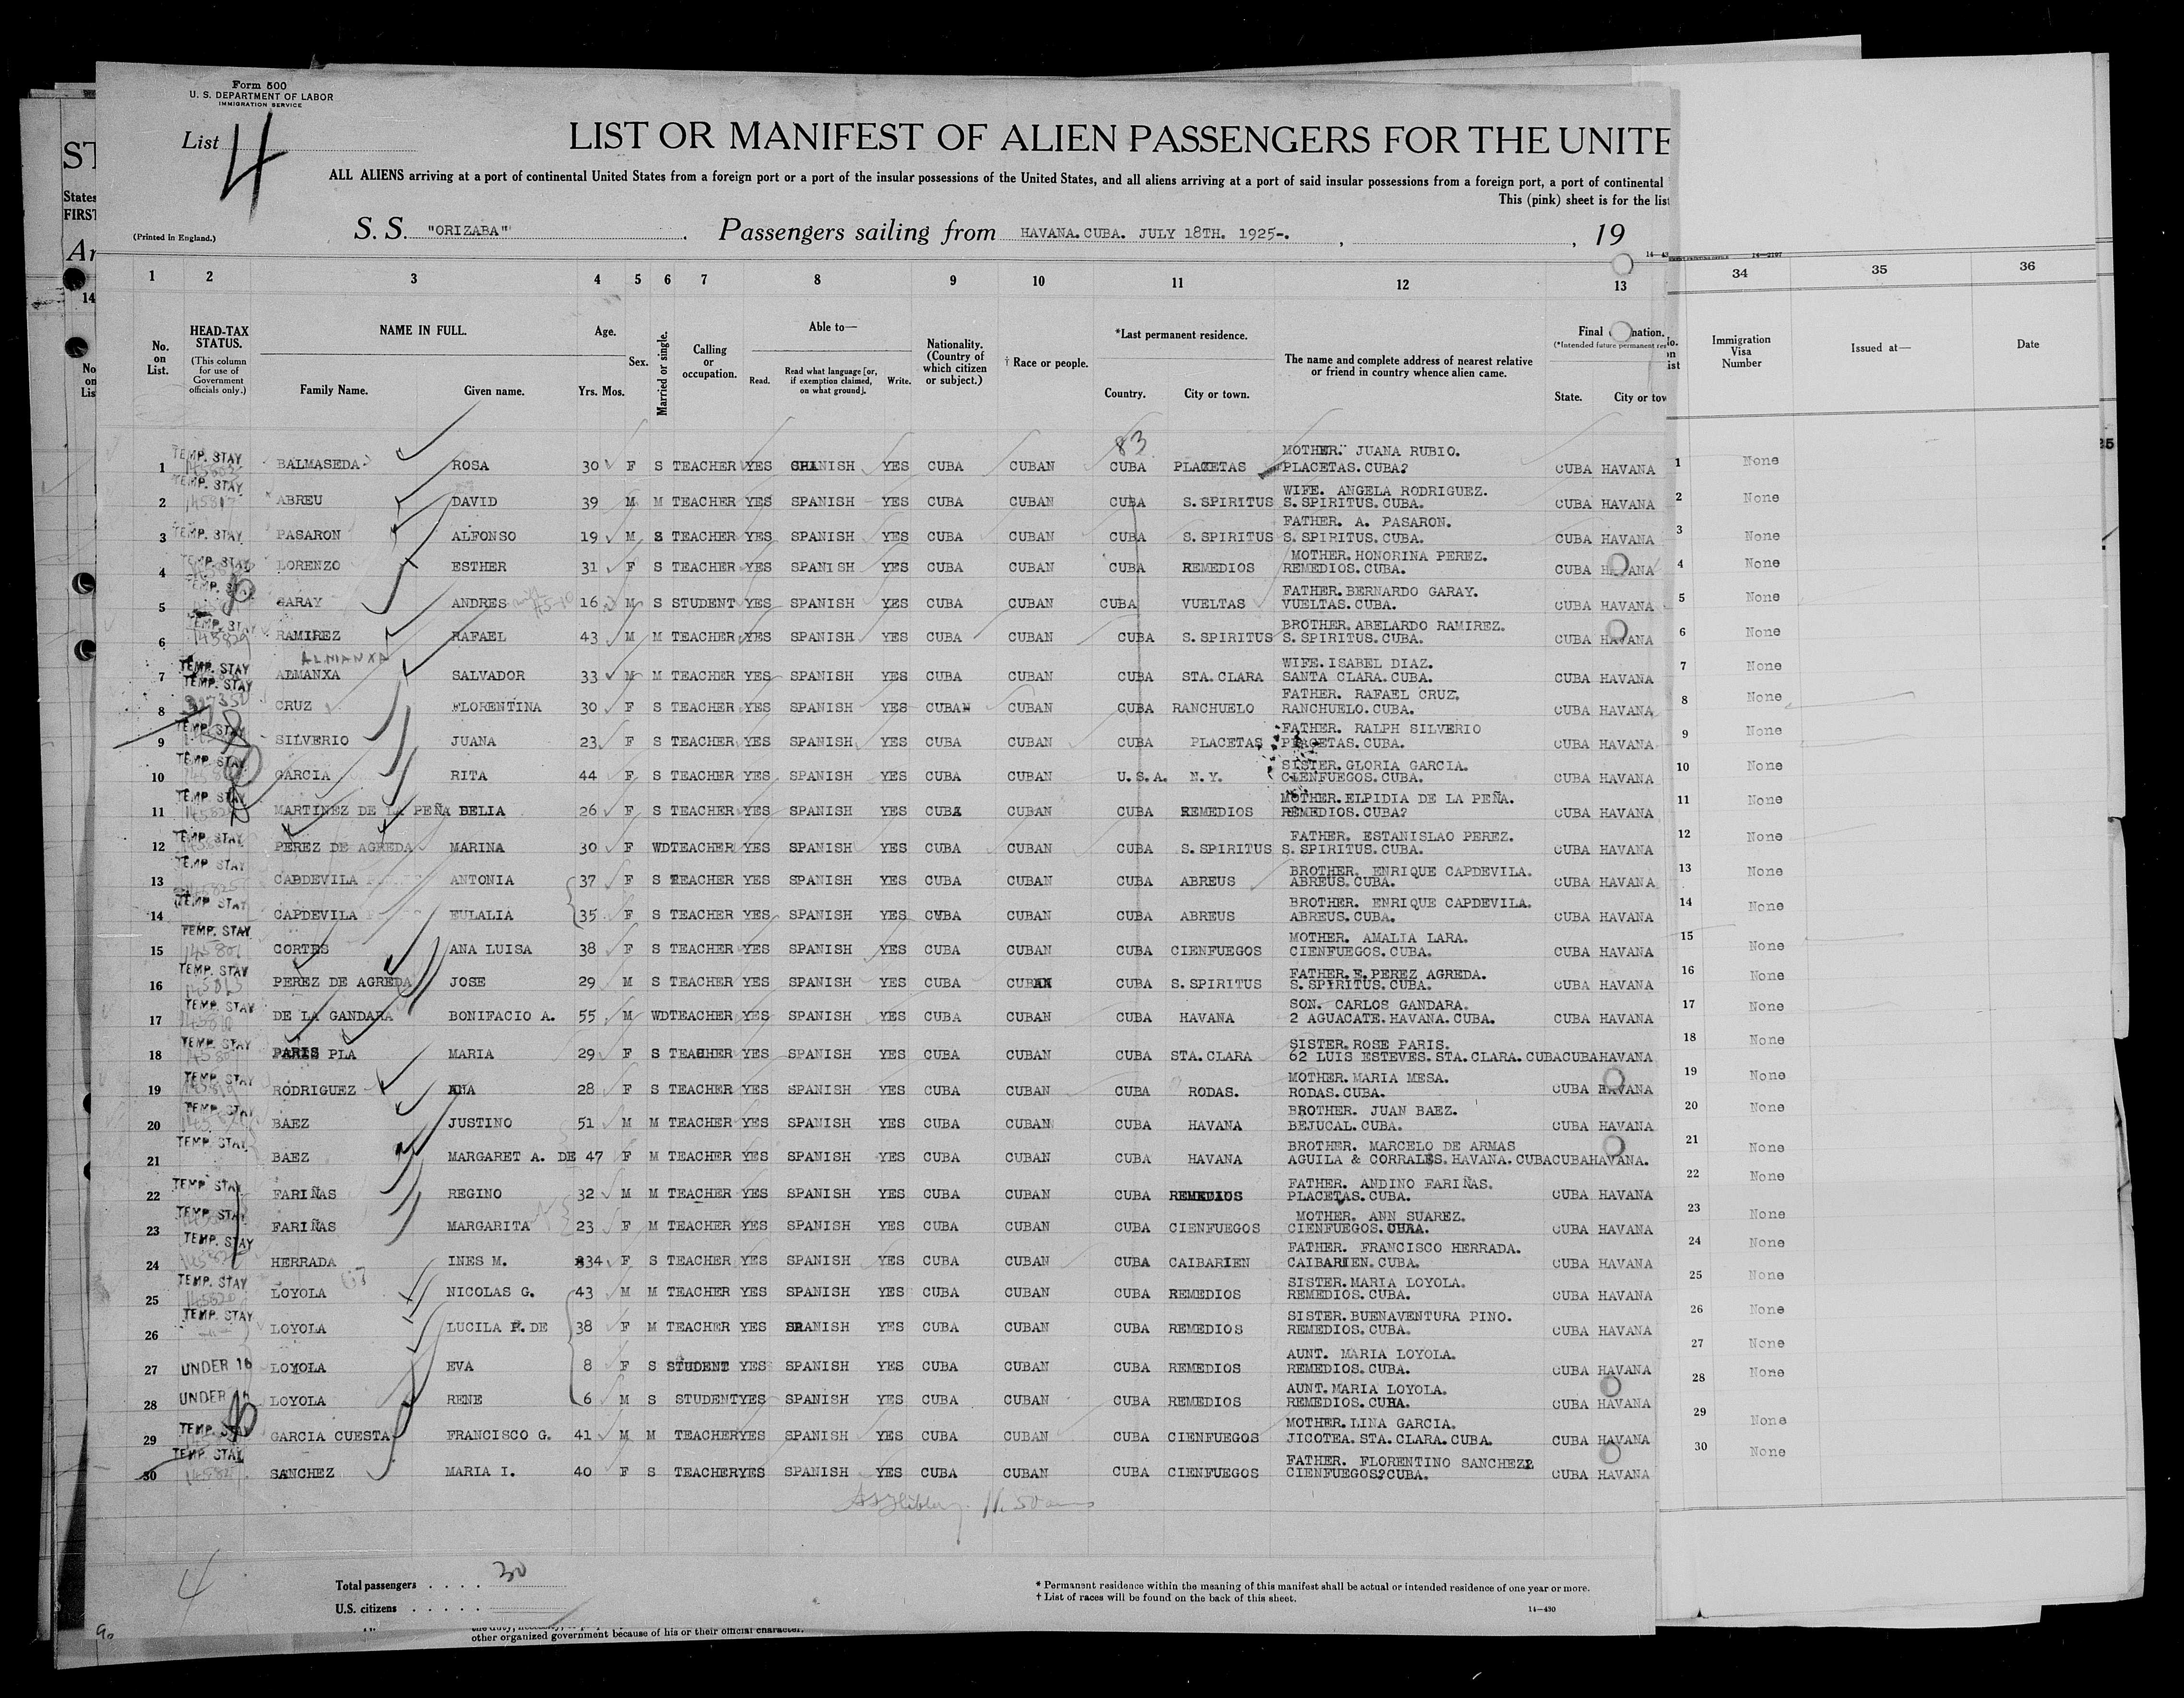 Form 500
U. S. DEPARTMENT OF LABOR
IMMIGRATION SERVICE
List 4
LIST OR MANIFEST OF ALIEN PASSENGERS FOR THE UNITE
ALL ALIENS arriving at a port of continental United States from a foreign port or a port of the insular possessions of the United States, and all aliens arriving at a port of said insular possessions from a foreign port, a port of continental
This (pink) sheet is for the list
(Printed in England.)
S. S. "ORIZABA" Passengers sailing from HAVANA.CUBA. JULY 18TH. 1925-. , , 19
1 2 3 4 5 6 7 8 9 10 11 12 13 34 35 36
No. on List.
HEAD-TAX STATUS.
(This column for use of Government officials only.)
NAME IN FULL.
Family Name. Given name.
Age.
Yrs. Mos.
Sex.
Married or single.
Calling or occupation.
Able to—
Read. Read what language [or, if exemption claimed, on what ground]. Write.
Nationality. (Country of which citizen or subject.)
† Race or people.
*Last permanent residence.
Country. City or town.
The name and complete address of nearest relative or friend in country whence alien came.
State. City or tow
Immigration Visa Number
Issued at—
Date
83
MOTHER. JUANA RUBIO.
1 TEMP. STAY BALMASEDA ROSA 30 F S TEACHER YES SPANISH YES CUBA CUBAN CUBA PLACETAS PLACETAS.CUBA? CUBA HAVANA 1 None
WIFE. ANGELA RODRIGUEZ.
2 TEMP. STAY ABREU DAVID 39 M M TEACHER YES SPANISH YES CUBA CUBAN CUBA S.SPIRITUS S.SPIRITUS.CUBA. CUBA HAVANA 2 None
FATHER. A. PASARON.
3 TEMP. STAY PASARON ALFONSO 19 M S TEACHER YES SPANISH YES CUBA CUBAN CUBA S.SPIRITUS S.SPIRITUS.CUBA. CUBA HAVANA 3 None
MOTHER.HONORINA PEREZ.
4 TEMP. STAY LORENZO ESTHER 31 F S TEACHER YES SPANISH YES CUBA CUBAN CUBA REMEDIOS REMEDIOS.CUBA. CUBA HAVANA 4 None
FATHER.BERNARDO GARAY.
5 TEMP. STAY GARAY ANDRES 16 M S STUDENT YES SPANISH YES CUBA CUBAN CUBA VUELTAS VUELTAS.CUBA. CUBA HAVANA 5 None
BROTHER.ABELARDO RAMIREZ.
6 TEMP. STAY 145829 RAMIREZ RAFAEL 43 M M TEACHER YES SPANISH YES CUBA CUBAN CUBA S.SPIRITUS S.SPIRITUS.CUBA. CUBA HAVANA 6 None
ALNIANXA
WIFE.ISABEL DIAZ.
7 TEMP. STAY ALMANXA SALVADOR 33 M M TEACHER YES SPANISH YES CUBA CUBAN CUBA STA.CLARA SANTA CLARA.CUBA. CUBA HAVANA 7 None
FATHER. RAFAEL CRUZ.
8 TEMP. STAY CRUZ FLORENTINA 30 F S TEACHER YES SPANISH YES CUBAN CUBAN CUBA RANCHUELO RANCHUELO.CUBA. CUBA HAVANA 8 None
FATHER. RALPH SILVERIO
9 TEMP. STAY SILVERIO JUANA 23 F S TEACHER YES SPANISH YES CUBA CUBAN CUBA PLACETAS PLACETAS.CUBA. CUBA HAVANA 9 None
SISTER.GLORIA GARCIA.
10 TEMP. STAY GARCIA RITA 44 F S TEACHER YES SPANISH YES CUBA CUBAN U.S.A. N.Y. CIENFUEGOS.CUBA. CUBA HAVANA 10 None
MOTHER.ELPIDIA DE LA PEÑA.
11 TEMP. STAY MARTINEZ DE LA PEÑA DELIA 26 F S TEACHER YES SPANISH YES CUBA CUBAN CUBA REMEDIOS REMEDIOS.CUBA? CUBA HAVANA 11 None
FATHER. ESTANISLAO PEREZ.
12 TEMP. STAY PEREZ DE AGREDA MARINA 30 F WD TEACHER YES SPANISH YES CUBA CUBAN CUBA S.SPIRITUS S.SPIRITUS.CUBA. CUBA HAVANA 12 None
BROTHER. ENRIQUE CAPDEVILA.
13 TEMP STAY CAPDEVILA ANTONIA 37 F S TEACHER YES SPANISH YES CUBA CUBAN CUBA ABREUS ABREUS.CUBA. CUBA HAVANA 13 None
BROTHER. ENRIQUE CAPDEVILA.
14 TEMP. STAY CAPDEVILA EULALIA 35 F S TEACHER YES SPANISH YES CUBA CUBAN CUBA ABREUS ABREUS.CUBA. CUBA HAVANA 14 None
MOTHER. AMALIA LARA.
15 TEMP. STAY CORTES ANA LUISA 38 F S TEACHER YES SPANISH YES CUBA CUBAN CUBA CIENFUEGOS CIENFUEGOS.CUBA. CUBA HAVANA 15 None
FATHER.E.PEREZ AGREDA.
16 TEMP. STAY PEREZ DE AGREDA JOSE 29 M S TEACHER YES SPANISH YES CUBA CUBAN CUBA S.SPIRITUS S.SPIRITUS.CUBA. CUBA HAVANA 16 None
SON. CARLOS GANDARA.
17 TEMP. STAY DE LA GANDARA BONIFACIO A. 55 M WD TEACHER YES SPANISH YES CUBA CUBAN CUBA HAVANA 2 AGUACATE.HAVANA.CUBA. CUBA HAVANA 17 None
SISTER.ROSE PARIS.
18 TEMP. STAY PARIS PLA MARIA 29 F S TEACHER YES SPANISH YES CUBA CUBAN CUBA STA.CLARA 62 LUIS ESTEVES.STA.CLARA.CUBA CUBA HAVANA 18 None
MOTHER.MARIA MESA.
19 TEMP. STAY RODRIGUEZ ANA 28 F S TEACHER YES SPANISH YES CUBA CUBAN CUBA RODAS. RODAS.CUBA. CUBA HAVANA 19 None
BROTHER. JUAN BAEZ.
20 TEMP. STAY BAEZ JUSTINO 51 M M TEACHER YES SPANISH YES CUBA CUBAN CUBA HAVANA BEJUCAL.CUBA. CUBA HAVANA 20 None
BROTHER. MARCELO DE ARMAS
21 TEMP. STAY BAEZ MARGARET A. DE 47 F M TEACHER YES SPANISH YES CUBA CUBAN CUBA HAVANA AGUILA & CORRALES.HAVANA.CUBA CUBA HAVANA. 21 None
FATHER. ANDINO FARIÑAS.
22 TEMP. STAY FARIÑAS REGINO 32 M M TEACHER YES SPANISH YES CUBA CUBAN CUBA REMEDIOS PLACETAS.CUBA. CUBA HAVANA 22 None
MOTHER. ANN SUAREZ.
23 TEMP. STAY FARIÑAS MARGARITA 23 F M TEACHER YES SPANISH YES CUBA CUBAN CUBA CIENFUEGOS CIENFUEGOS.CUBA. CUBA HAVANA 23 None
FATHER. FRANCISCO HERRADA.
24 TEMP. STAY HERRADA INES M. 34 F S TEACHER YES SPANISH YES CUBA CUBAN CUBA CAIBARIEN CAIBARIEN.CUBA. CUBA HAVANA 24 None
SISTER.MARIA LOYOLA.
25 TEMP. STAY LOYOLA NICOLAS G. 43 M M TEACHER YES SPANISH YES CUBA CUBAN CUBA REMEDIOS REMEDIOS.CUBA. CUBA HAVANA 25 None
SISTER.BUENAVENTURA PINO.
26 TEMP. STAY LOYOLA LUCILA P. DE 38 F M TEACHER YES SPANISH YES CUBA CUBAN CUBA REMEDIOS REMEDIOS.CUBA. CUBA HAVANA 26 None
AUNT. MARIA LOYOLA.
27 UNDER 16 LOYOLA EVA 8 F S STUDENT YES SPANISH YES CUBA CUBAN CUBA REMEDIOS REMEDIOS.CUBA. CUBA HAVANA 27 None
AUNT.MARIA LOYOLA.
28 UNDER 16 LOYOLA RENE 6 M S STUDENT YES SPANISH YES CUBA CUBAN CUBA REMEDIOS REMEDIOS.CUBA. CUBA HAVANA 28 None
MOTHER.LINA GARCIA.
29 TEMP. STAY GARCIA CUESTA FRANCISCO G. 41 M M TEACHER YES SPANISH YES CUBA CUBAN CUBA CIENFUEGOS JICOTEA.STA.CLARA.CUBA. CUBA HAVANA 29 None
FATHER. FLORENTINO SANCHEZ
30 TEMP. STAY SANCHEZ MARIA I. 40 F S TEACHER YES SPANISH YES CUBA CUBAN CUBA CIENFUEGOS CIENFUEGOS?CUBA. CUBA HAVANA 30 None
11.50 am
4
Total passengers . . . . 30
U.S. citizens . . . . .
* Permanent residence within the meaning of this manifest shall be actual or intended residence of one year or more.
† List of races will be found on the back of this sheet.
14—430
other organized government because of his or their official character.